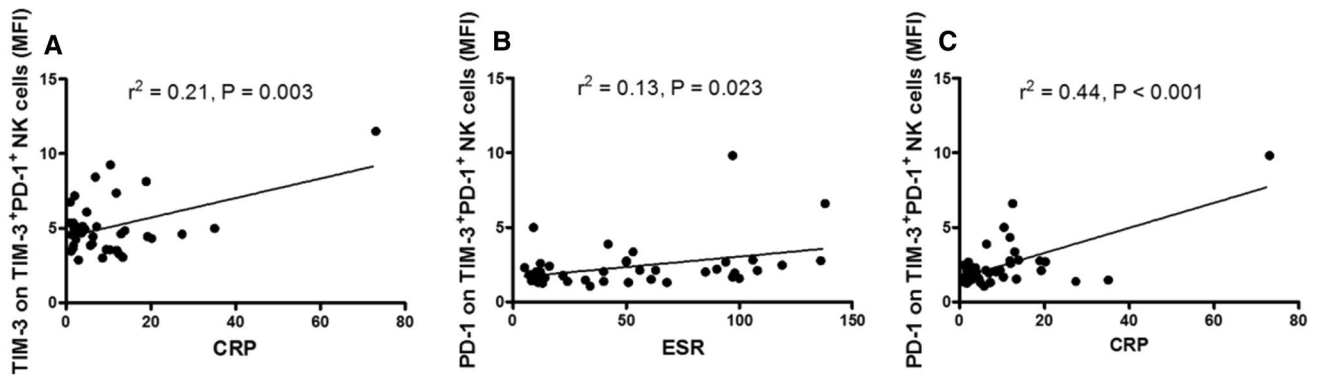 A
TIM-3 on TIM-3⁺PD-1⁺ NK cells (MFI)
r² = 0.21, P = 0.003
15
10
5
0
0 20 40 60 80
CRP
B
PD-1 on TIM-3⁺PD-1⁺ NK cells (MFI)
r² = 0.13, P = 0.023
15
10
5
0
0 50 100 150
ESR
C
PD-1 on TIM-3⁺PD-1⁺ NK cells (MFI)
r² = 0.44, P < 0.001
15
10
5
0
0 20 40 60 80
CRP